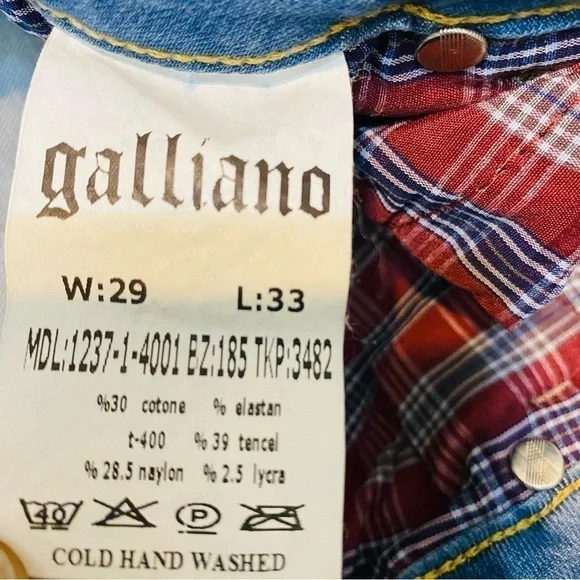 galliano
W:29 L:33
MDL:1237-1-4001 BZ:185 TKP:3482
%30 cotone % elastan
t-400 %39 tencel
% 28.5 naylon % 2.5 lycra
40 P
COLD HAND WASHED